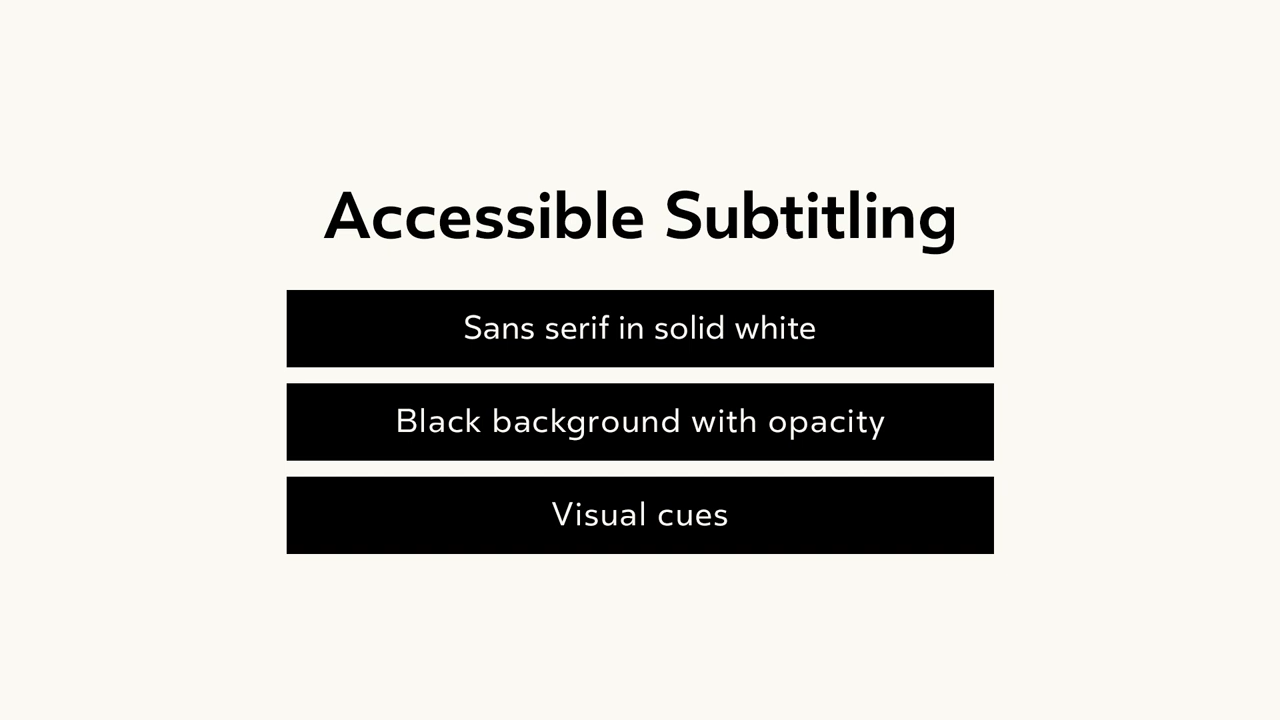 Accessible Subtitling
Sans serif in solid white
Black background with opacity
Visual cues